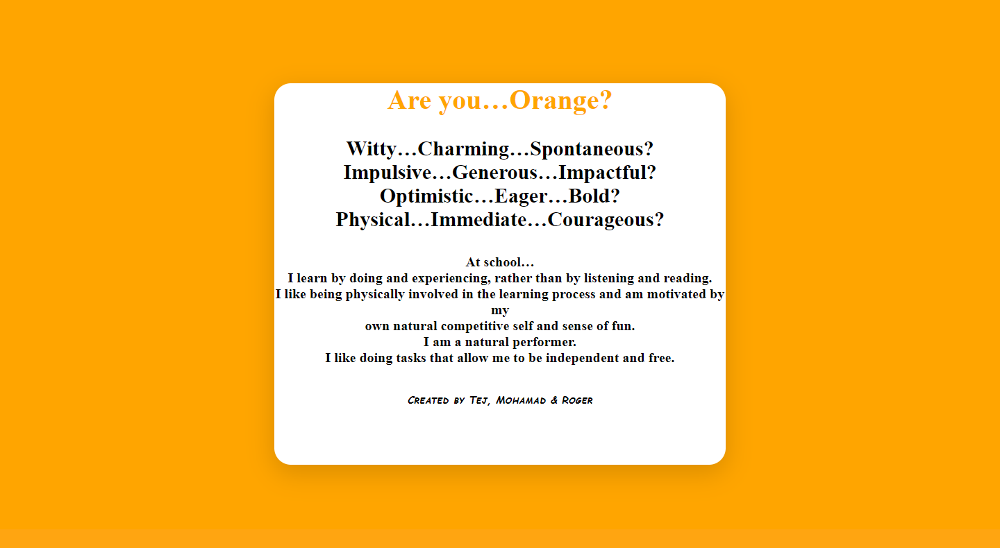 Are you…Orange?
Witty…Charming…Spontaneous?
Impulsive…Generous…Impactful?
Optimistic…Eager…Bold?
Physical…Immediate…Courageous?
At school…
I learn by doing and experiencing, rather than by listening and reading.
I like being physically involved in the learning process and am motivated by
my
own natural competitive self and sense of fun.
I am a natural performer.
I like doing tasks that allow me to be independent and free.
Created by Tej, Mohamad & Roger